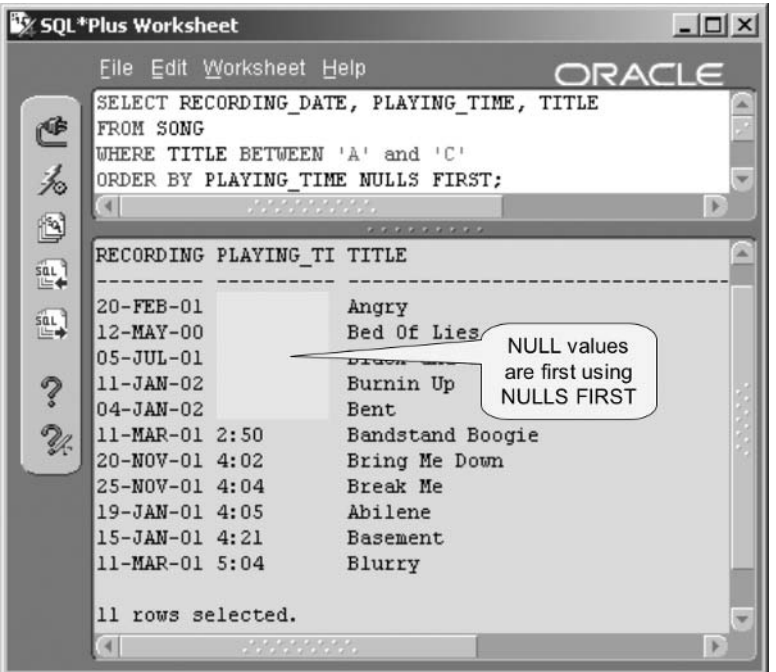 SQL*Plus Worksheet
File Edit Worksheet Help
ORACLE
SELECT RECORDING_DATE, PLAYING_TIME, TITLE
FROM SONG
WHERE TITLE BETWEEN 'A' and 'C'
ORDER BY PLAYING_TIME NULLS FIRST;
RECORDING PLAYING_TI TITLE
--------- ---------- ----------------------------------
20-FEB-01 Angry
12-MAY-00 Bed Of Lies
05-JUL-01
11-JAN-02 Burnin Up
04-JAN-02 Bent
11-MAR-01 2:50 Bandstand Boogie
20-NOV-01 4:02 Bring Me Down
25-NOV-01 4:04 Break Me
19-JAN-01 4:05 Abilene
15-JAN-01 4:21 Basement
11-MAR-01 5:04 Blurry
11 rows selected.
NULL values
are first using
NULLS FIRST
SQL
SQL